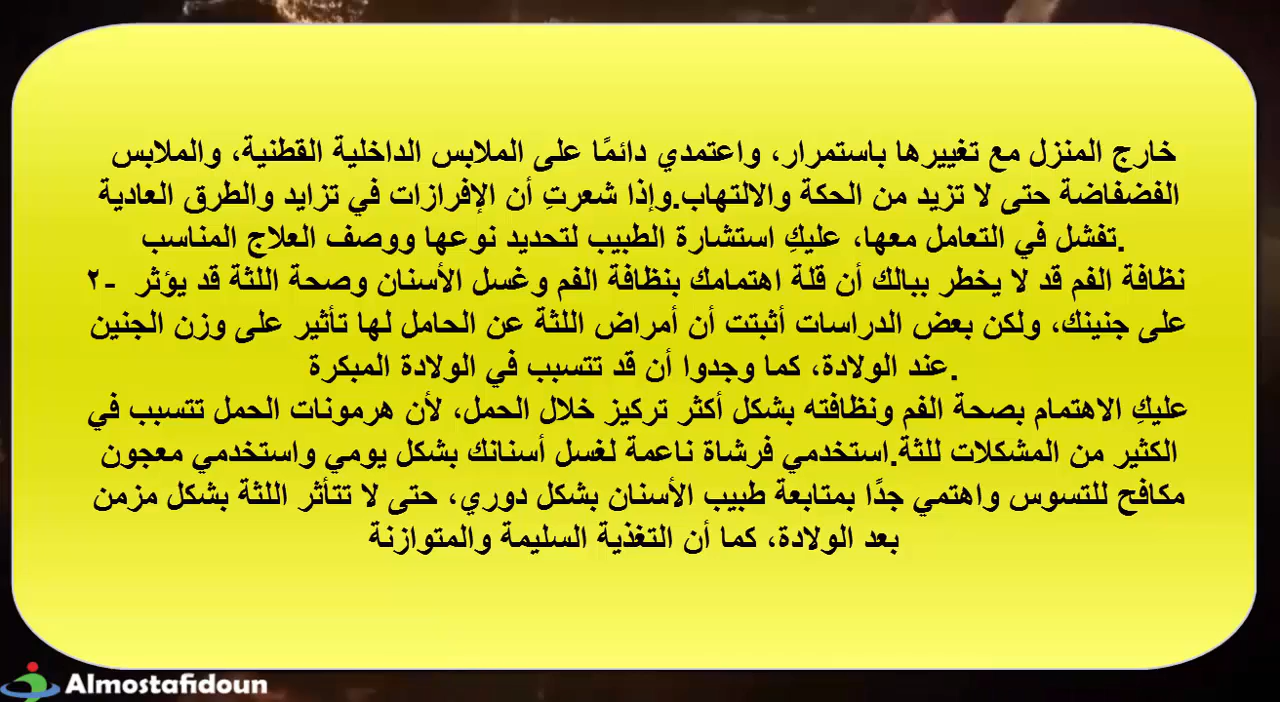 خارج المنزل مع تغييرها باستمرار، واعتمدي دائمًا على الملابس الداخلية القطنية، والملابس
الفضفاضة حتى لا تزيد من الحكة والالتهاب.وإذا شعرتِ أن الإفرازات في تزايد والطرق العادية
.تفشل في التعامل معها، عليكِ استشارة الطبيب لتحديد نوعها ووصف العلاج المناسب
نظافة الفم قد لا يخطر ببالك أن قلة اهتمامك بنظافة الفم وغسل الأسنان وصحة اللثة قد يؤثر -٢
على جنينك، ولكن بعض الدراسات أثبتت أن أمراض اللثة عن الحامل لها تأثير على وزن الجنين
.عند الولادة، كما وجدوا أن قد تتسبب في الولادة المبكرة
عليكِ الاهتمام بصحة الفم ونظافته بشكل أكثر تركيز خلال الحمل، لأن هرمونات الحمل تتسبب في
الكثير من المشكلات للثة.استخدمي فرشاة ناعمة لغسل أسنانك بشكل يومي واستخدمي معجون
مكافح للتسوس واهتمي جدًا بمتابعة طبيب الأسنان بشكل دوري، حتى لا تتأثر اللثة بشكل مزمن
بعد الولادة، كما أن التغذية السليمة والمتوازنة
Almostafidoun